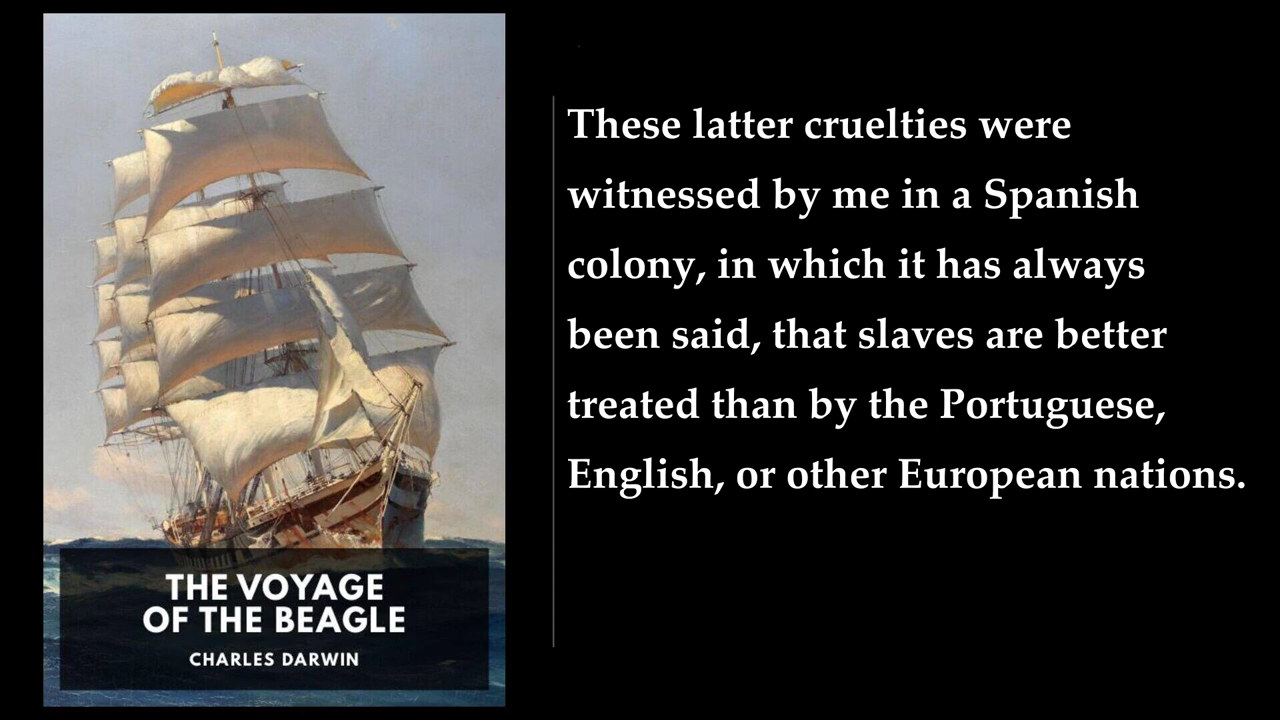 THE VOYAGE
OF THE BEAGLE
CHARLES DARWIN
These latter cruelties were
witnessed by me in a Spanish
colony, in which it has always
been said, that slaves are better
treated than by the Portuguese,
English, or other European nations.